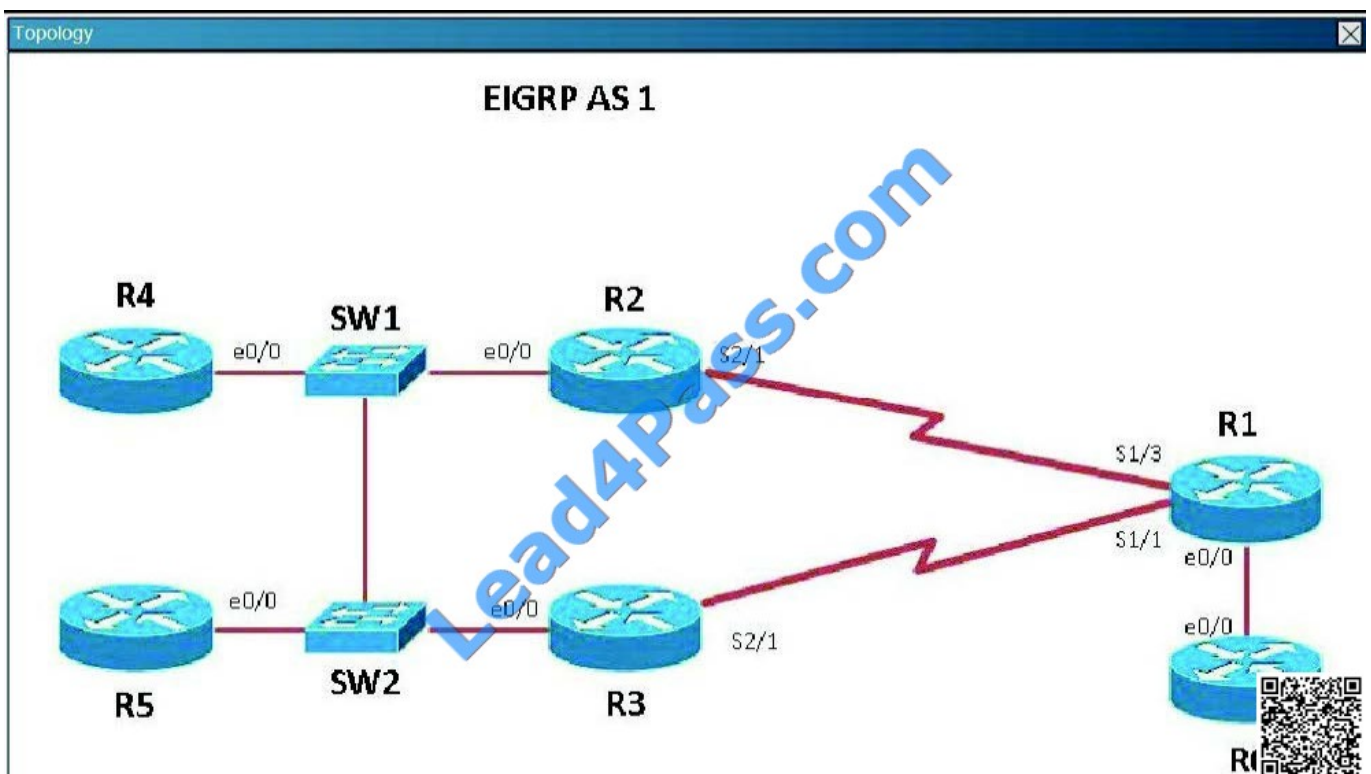 Topology
EIGRP AS 1
R4
SW1
R2
e0/0
e0/0
S2/1
R1
S1/3
S1/1
e0/0
e0/0
e0/0
e0/0
S2/1
R5
SW2
R3
Lead4Pass.com